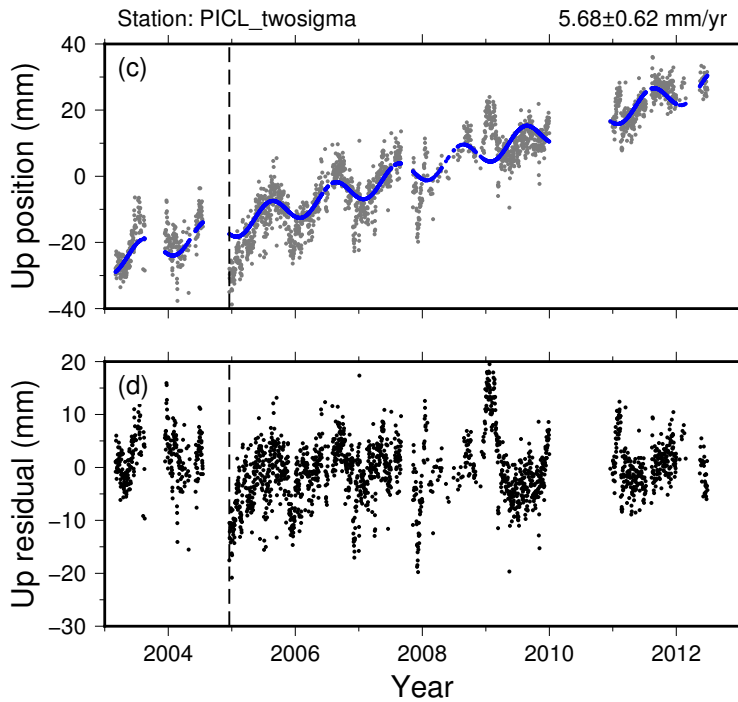 Station: PICL_twosigma 5.68±0.62 mm/yr
(c)
Up position (mm)
40
20
0
−20
−40
(d)
Up residual (mm)
20
10
0
−10
−20
−30
2004 2006 2008 2010 2012
Year